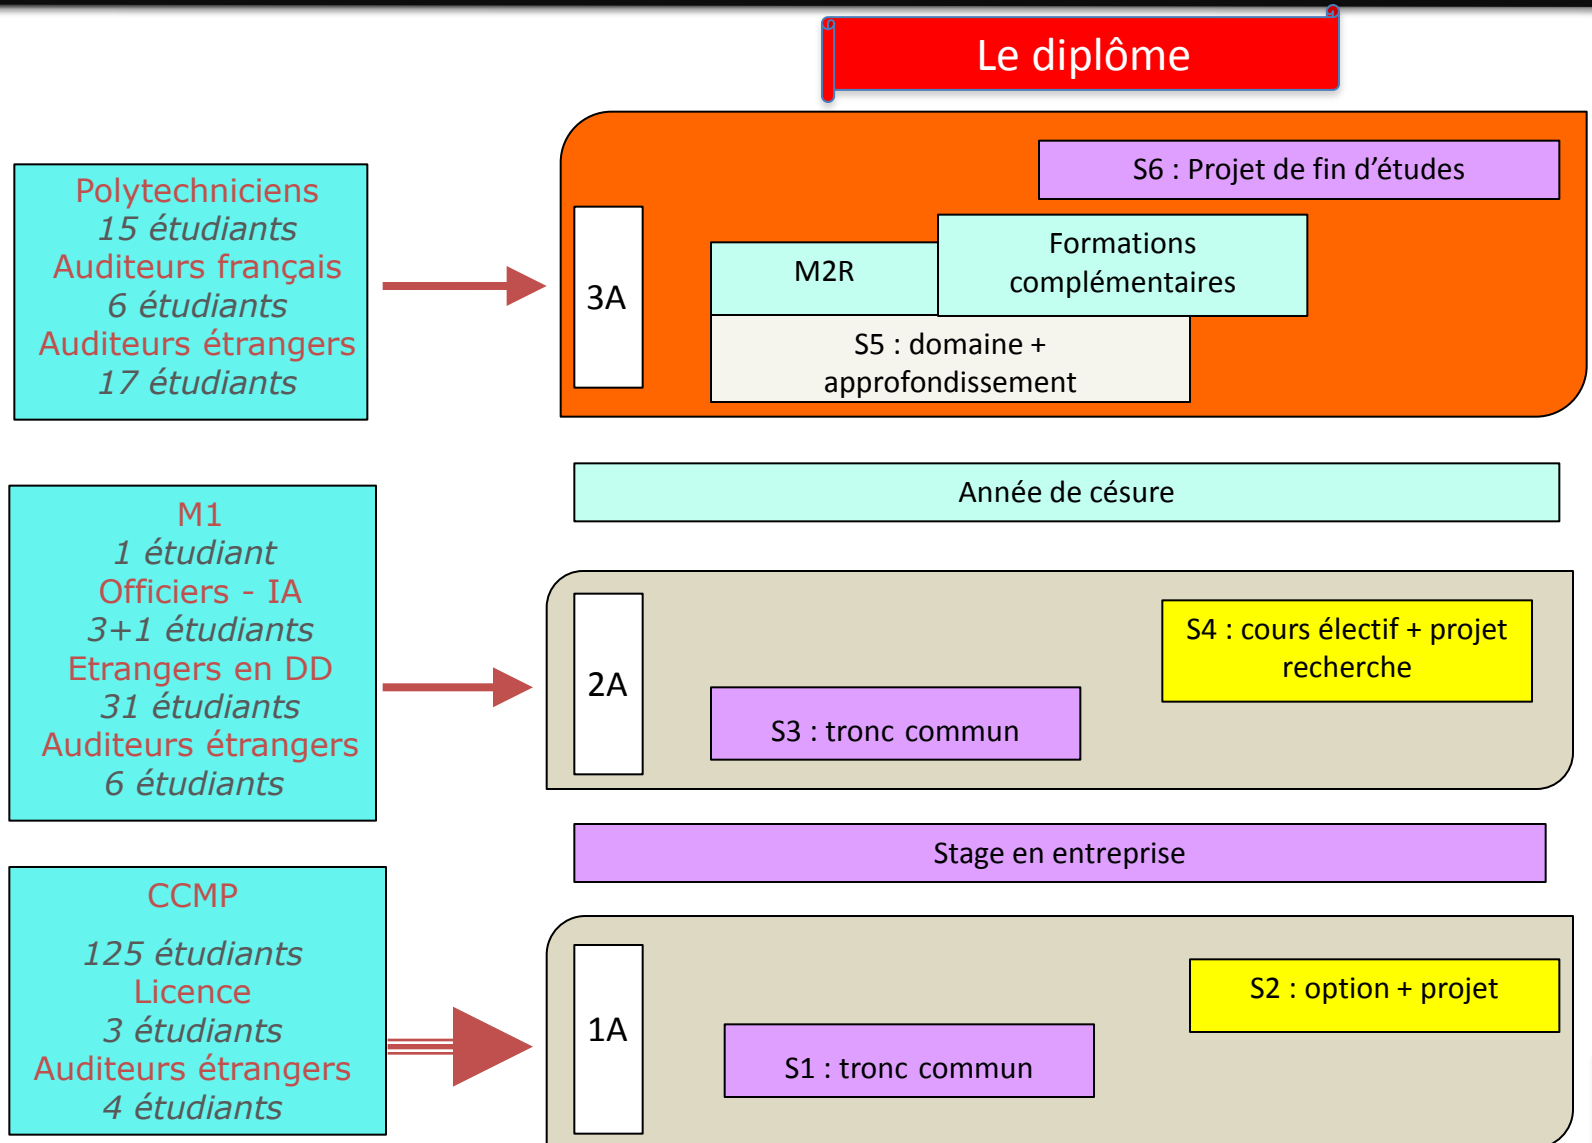 Le diplôme
Polytechniciens
15 étudiants
Auditeurs français
6 étudiants
Auditeurs étrangers
17 étudiants
3A
S6 : Projet de fin d’études
M2R
Formations
complémentaires
S5 : domaine +
approfondissement
Année de césure
M1
1 étudiant
Officiers - IA
3+1 étudiants
Etrangers en DD
31 étudiants
Auditeurs étrangers
6 étudiants
2A
S4 : cours électif + projet
recherche
S3 : tronc commun
Stage en entreprise
CCMP
125 étudiants
Licence
3 étudiants
Auditeurs étrangers
4 étudiants
1A
S2 : option + projet
S1 : tronc commun